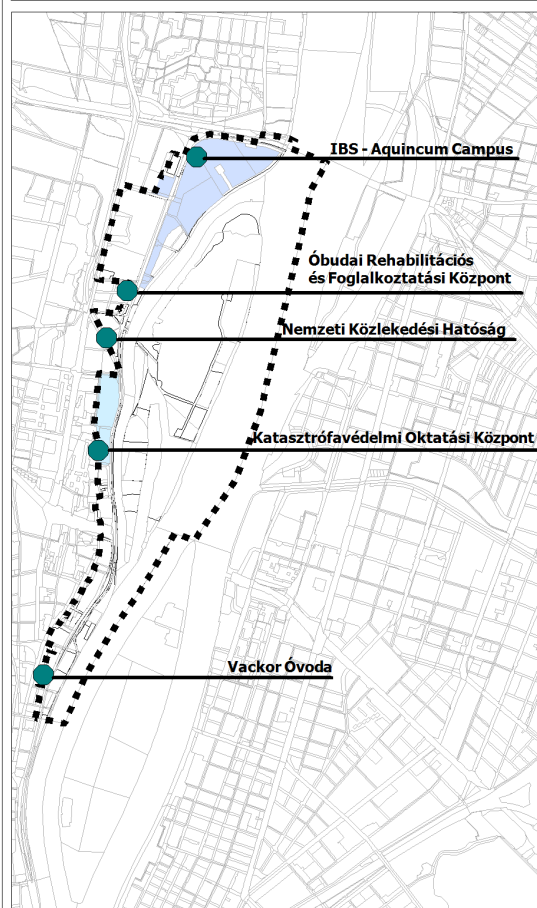 IBS - Aquincum Campus
Óbudai Rehabilitációs
és Foglalkoztatási Központ
Nemzeti Közlekedési Hatóság
Katasztrófavédelmi Oktatási Központ
Vackor Óvoda